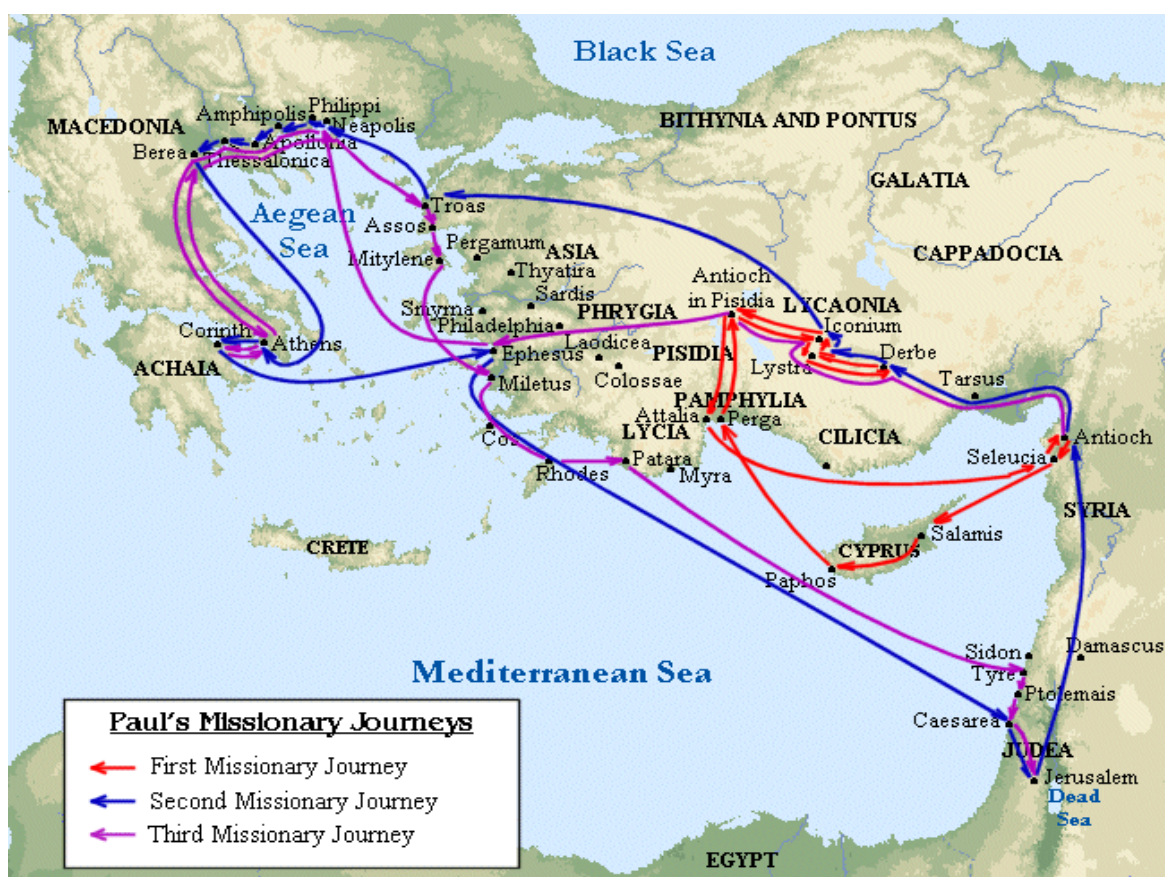 Black Sea
Philippi
Amphipolis
Neapolis
MACEDONIA
BITHYNIA AND PONTUS
Apollonia
Berea
Thessalonica
GALATIA
Troas
Aegean
Sea
Assos
Pergamum
ASIA
CAPPADOCIA
Mitylene
Thyatira
Antioch
in Pisidia
LYCAONIA
Sardis
Smyrna
PHRYGIA
Philadelphia
Iconium
Corinth
Athens
Laodicea
Ephesus
PISIDIA
Derbe
ACHAIA
Lystra
Miletus
Colossae
Tarsus
PAMPHYLIA
Attalia
Perga
Cos
LYCIA
CILICIA
Antioch
Seleucia
Rhodes
Patara
Myra
SYRIA
Salamis
CRETE
CYPRUS
Paphos
Sidon
Damascus
Mediterranean Sea
Tyre
Ptolemais
Caesarea
Paul's Missionary Journeys
JUDEA
First Missionary Journey
Jerusalem
Second Missionary Journey
Dead
Sea
Third Missionary Journey
EGYPT